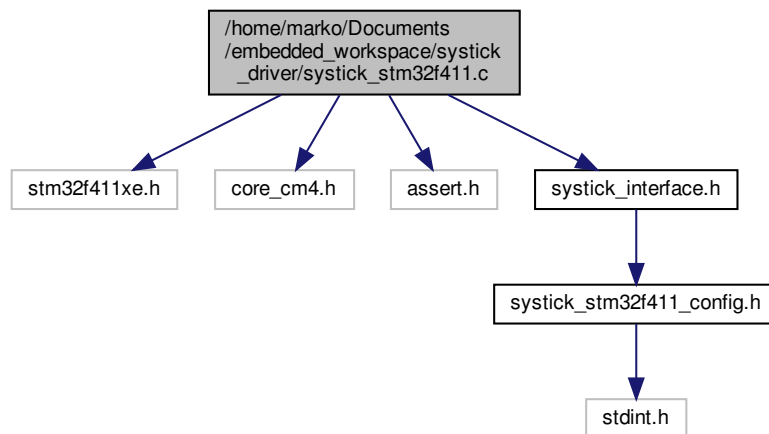 /home/marko/Documents
/embedded_workspace/systick
_driver/systick_stm32f411.c
stm32f411xe.h
core_cm4.h
assert.h
systick_interface.h
systick_stm32f411_config.h
stdint.h